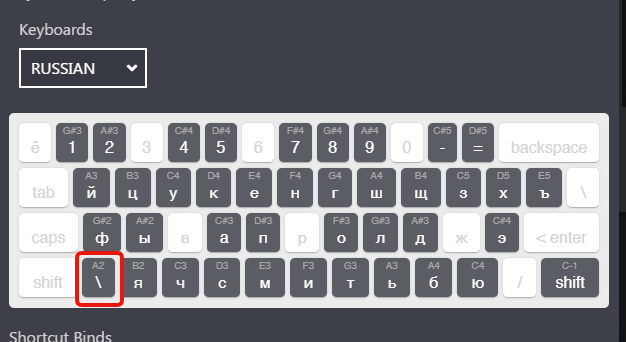 Keyboards
RUSSIAN
ё G#3 1 A#3 2 3 C#4 4 D#4 5 6 F#4 7 G#4 8 A#4 9 0 C#5 - D#5 = backspace
tab A3 й B3 ц C4 у D4 к E4 е F4 н G4 г A4 ш B4 щ C5 з D5 х E5 ъ \
caps G#2 ф A#2 ы в C#3 а D#3 п р F#3 о G#3 л A#3 д ж C#4 э < enter
shift A2 \ B2 я C3 ч D3 с E3 м F3 и G3 т A3 ь A4 б C4 ю / C-1 shift
Shortcut Binds